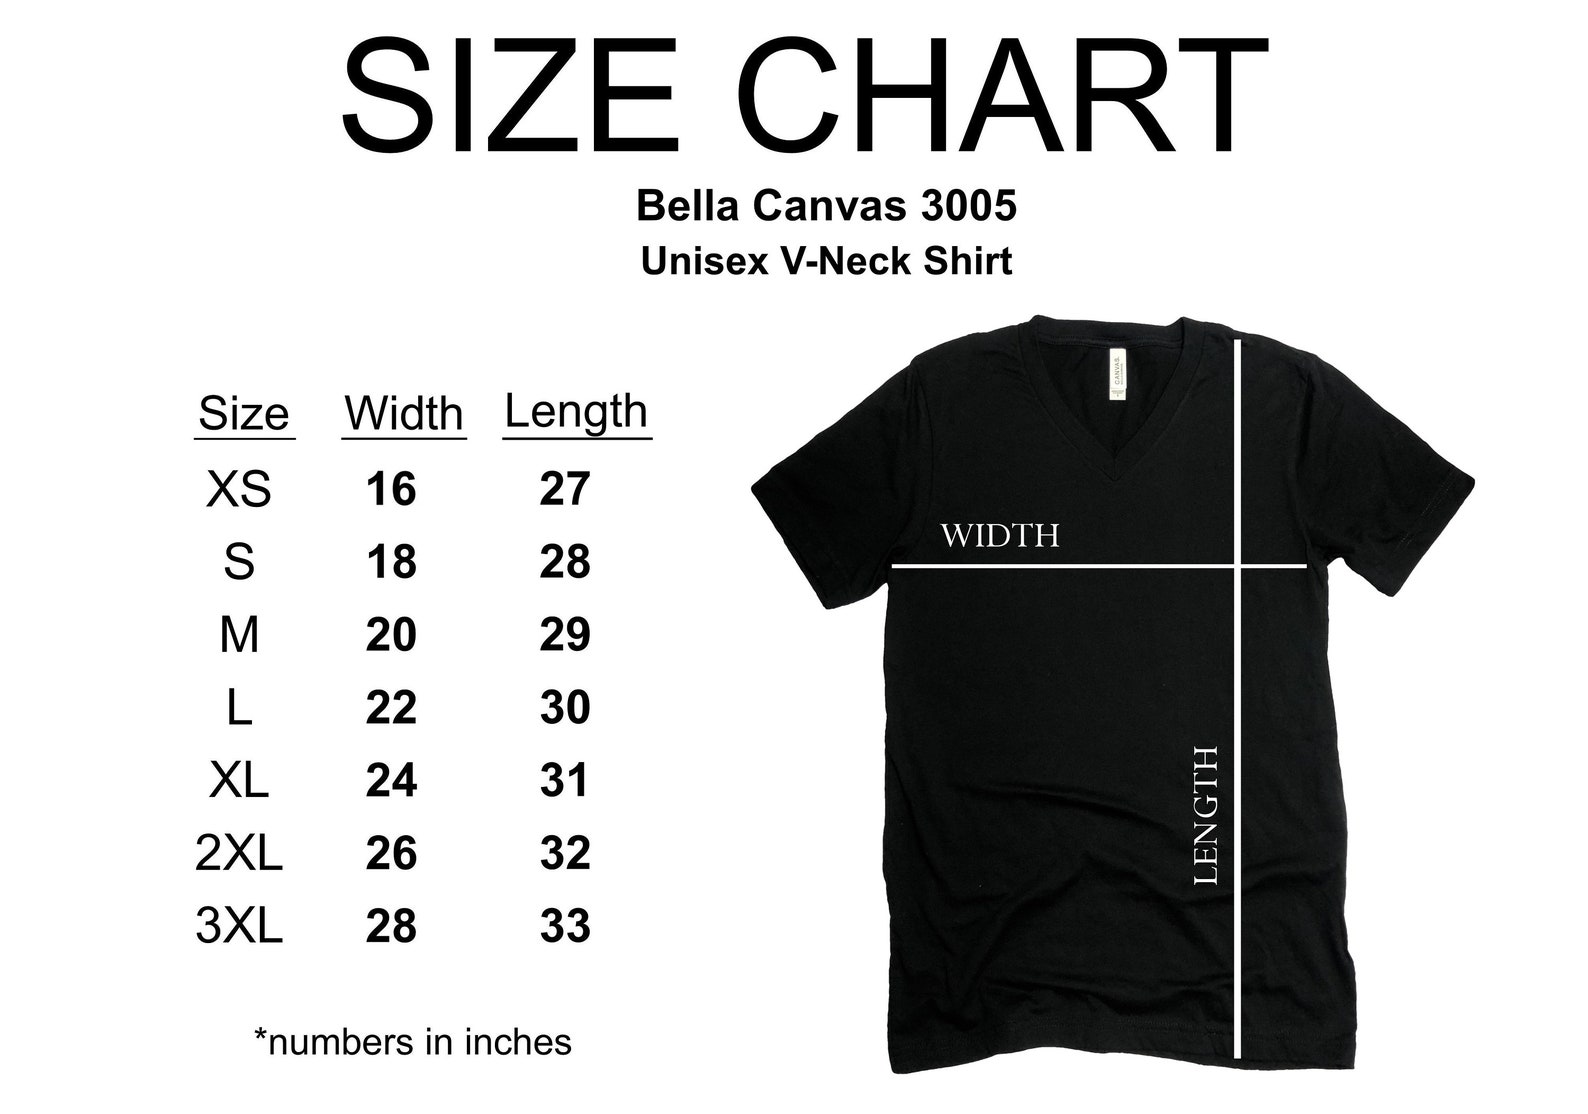 SIZE CHART
Bella Canvas 3005
Unisex V-Neck Shirt
Size Width Length
XS 16 27
S 18 28
M 20 29
L 22 30
XL 24 31
2XL 26 32
3XL 28 33
*numbers in inches
CANVAS.
WIDTH
LENGTH